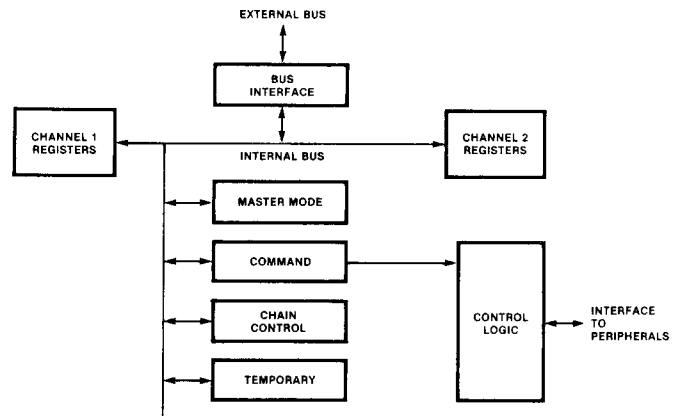 EXTERNAL BUS
BUS
INTERFACE
CHANNEL 1
REGISTERS
CHANNEL 2
REGISTERS
INTERNAL BUS
MASTER MODE
COMMAND
CHAIN
CONTROL
CONTROL
LOGIC
INTERFACE
TO
PERIPHERALS
TEMPORARY